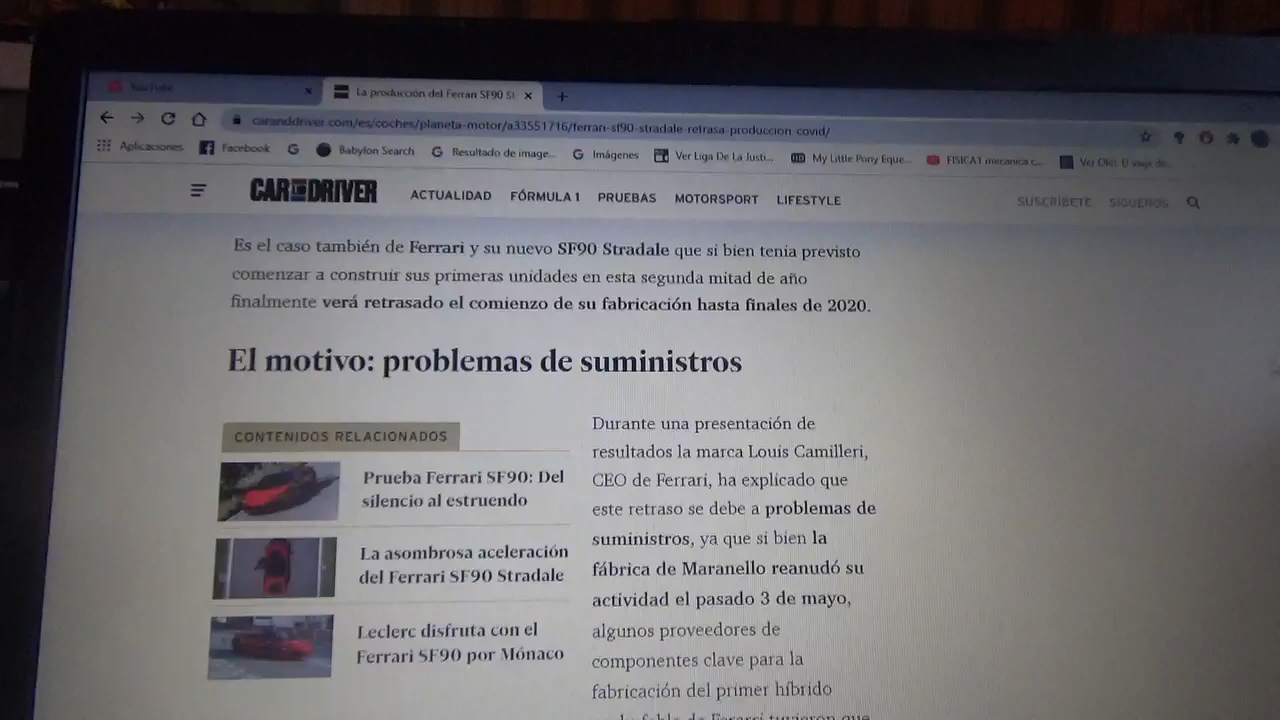 YouTube
La producción del Ferrari SF90 St
caranddriver.com/es/coches/planeta-motor/a33551716/ferrari-sf90-stradale-retrasa-produccion-covid/
Aplicaciones Facebook Babylon Search Resultado de image... Imágenes Ver Liga De La Justi... My Little Pony Eque... FISICA1 mecanica c...
CAR AND DRIVER ACTUALIDAD FÓRMULA 1 PRUEBAS MOTORSPORT LIFESTYLE SUSCRÍBETE SÍGUENOS
Es el caso también de Ferrari y su nuevo SF90 Stradale que si bien tenia previsto
comenzar a construir sus primeras unidades en esta segunda mitad de año
finalmente verá retrasado el comienzo de su fabricación hasta finales de 2020.
El motivo: problemas de suministros
CONTENIDOS RELACIONADOS
Prueba Ferrari SF90: Del
silencio al estruendo
La asombrosa aceleración
del Ferrari SF90 Stradale
Leclerc disfruta con el
Ferrari SF90 por Mónaco
Durante una presentación de
resultados la marca Louis Camilleri,
CEO de Ferrari, ha explicado que
este retraso se debe a problemas de
suministros, ya que si bien la
fábrica de Maranello reanudó su
actividad el pasado 3 de mayo,
algunos proveedores de
componentes clave para la
fabricación del primer híbrido